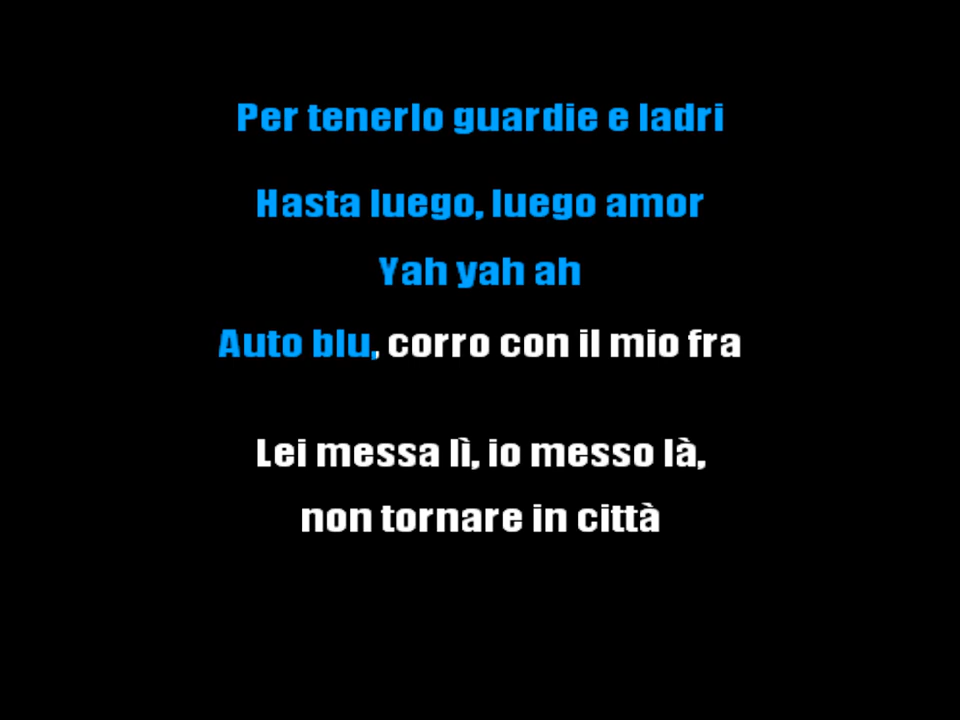 Per tenerlo guardie e ladri
Hasta luego, luego amor
Yah yah ah
Auto blu,, corro con il mio fra
Lei messa lì, io messo là,
non tornare in città